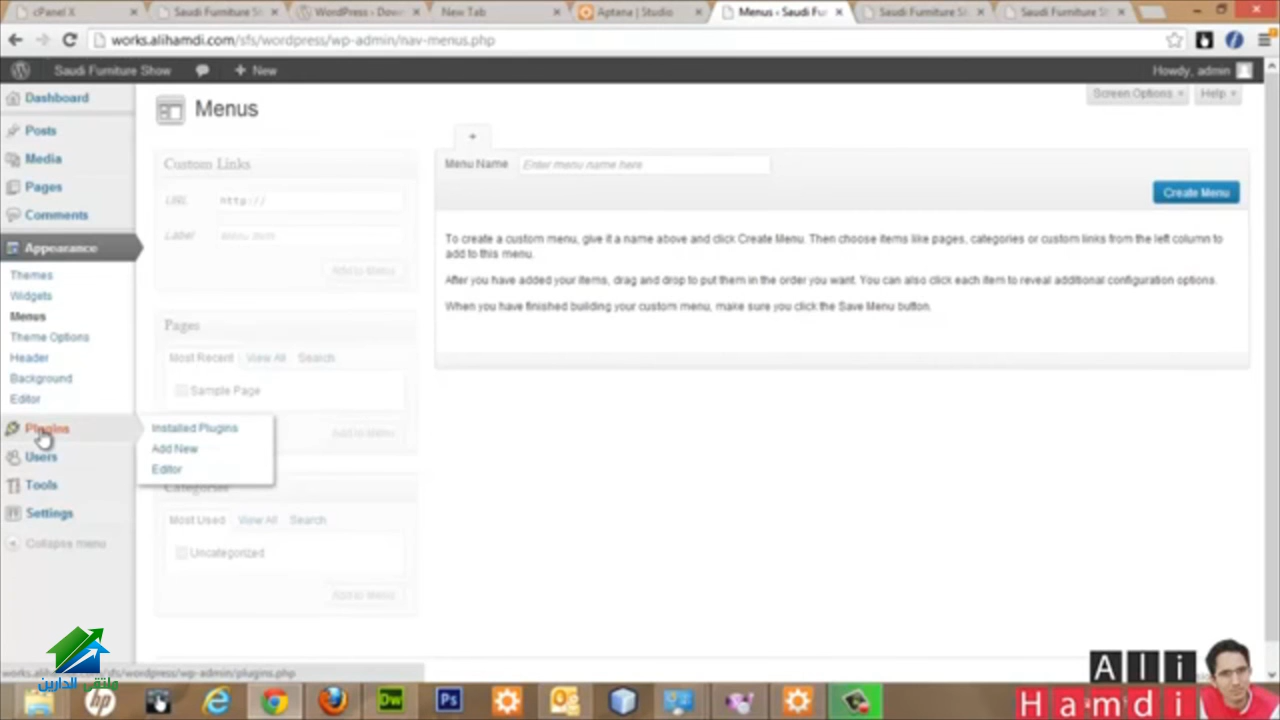 cPanel X
Saudi Furniture S
WordPress › Down
New Tab
Aptana | Studio
Menus ‹ Saudi Fu
Saudi Furniture S
Saudi Furniture S
works.alihamdi.com/sfs/wordpress/wp-admin/nav-menus.php
Saudi Furniture Show
+ New
Howdy, admin
Dashboard
Posts
Media
Pages
Comments
Appearance
Themes
Widgets
Menus
Theme Options
Header
Background
Editor
Plugins
Users
Tools
Settings
Collapse menu
Installed Plugins
Add New
Editor
Menus
Screen Options
Help
Custom Links
URL http://
Label Menu Item
Add to Menu
Pages
Most Recent View All Search
Sample Page
Add to Menu
Categories
Most Used View All Search
Uncategorized
Add to Menu
+
Menu Name Enter menu name here
Create Menu
To create a custom menu, give it a name above and click Create Menu. Then choose items like pages, categories or custom links from the left column to
add to this menu.
After you have added your items, drag and drop to put them in the order you want. You can also click each item to reveal additional configuration options.
When you have finished building your custom menu, make sure you click the Save Menu button.
works.alihamdi.com/sfs/wordpress/wp-admin/plugins.php
ملتقى الدارين
hp
Dw
Ps
Ali
Hamdi